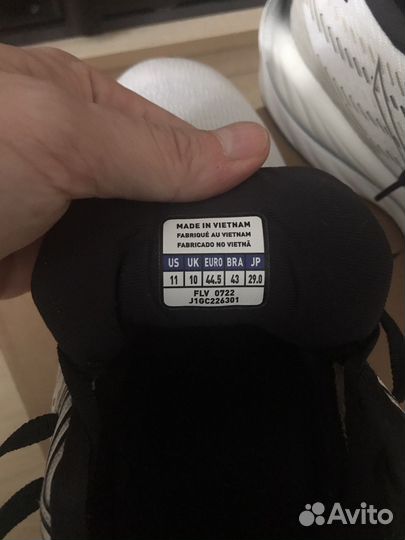 MADE IN VIETNAM
FABRIQUÉ AU VIETNAM
FABRICADO NO VIETNÃ
US UK EURO BRA JP
11 10 44.5 43 29.0
FLV 0722
J1GC226301
Avito